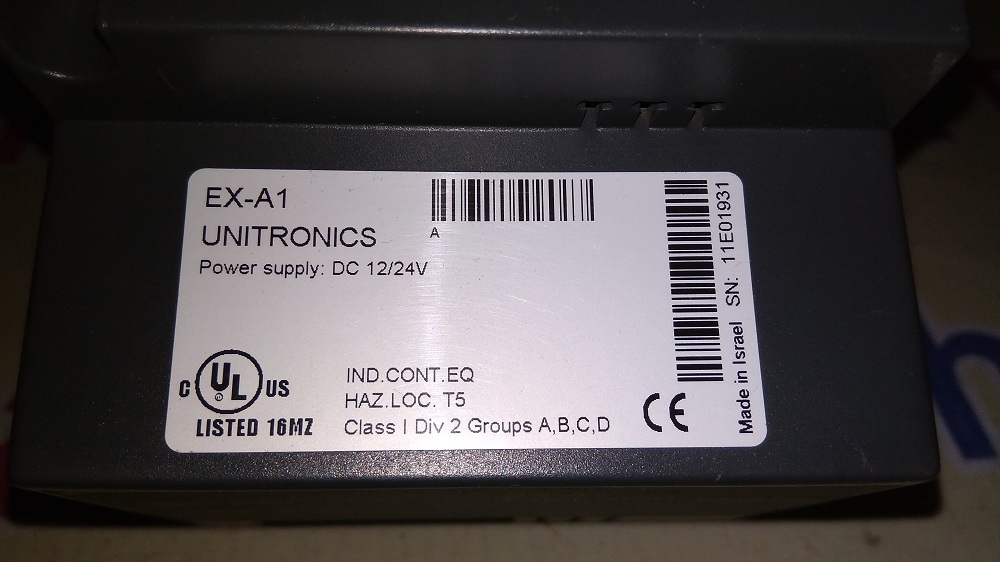 EX-A1
UNITRONICS
Power supply: DC 12/24V
A
C UL US
LISTED 16MZ
IND.CONT.EQ
HAZ.LOC. T5
Class I Div 2 Groups A,B,C,D
CE
Made in Israel SN: 11E01931